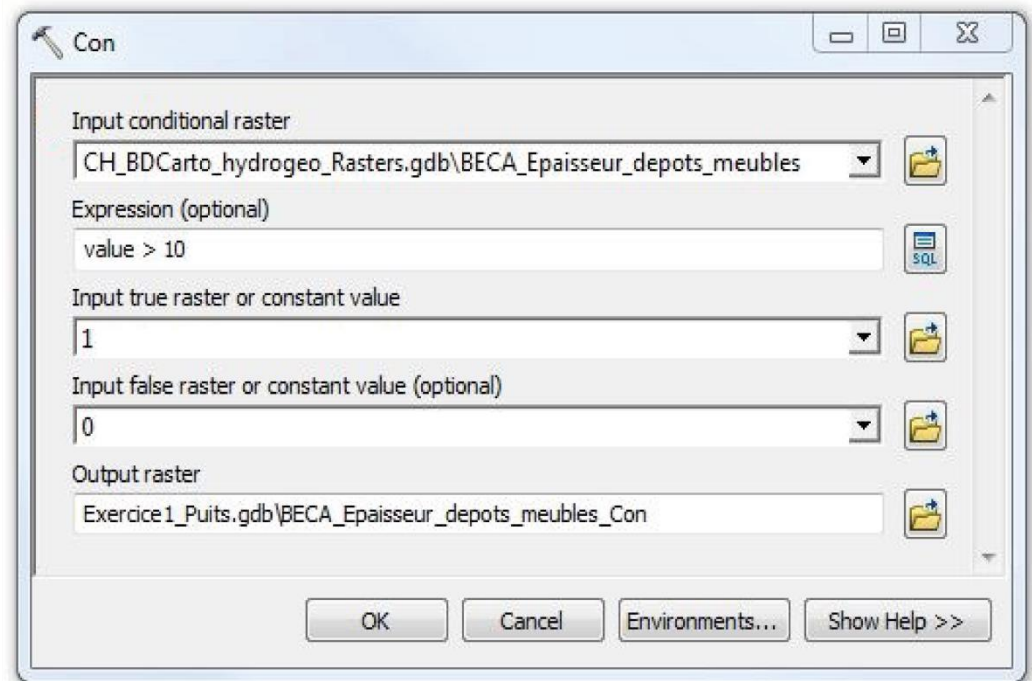 Con
Input conditional raster
CH_BDCarto_hydrogeo_Rasters.gdb\BECA_Epaisseur_depots_meubles
Expression (optional)
value > 10
SQL
Input true raster or constant value
1
Input false raster or constant value (optional)
0
Output raster
Exercice1_Puits.gdb\BECA_Epaisseur_depots_meubles_Con
OK Cancel Environments... Show Help >>